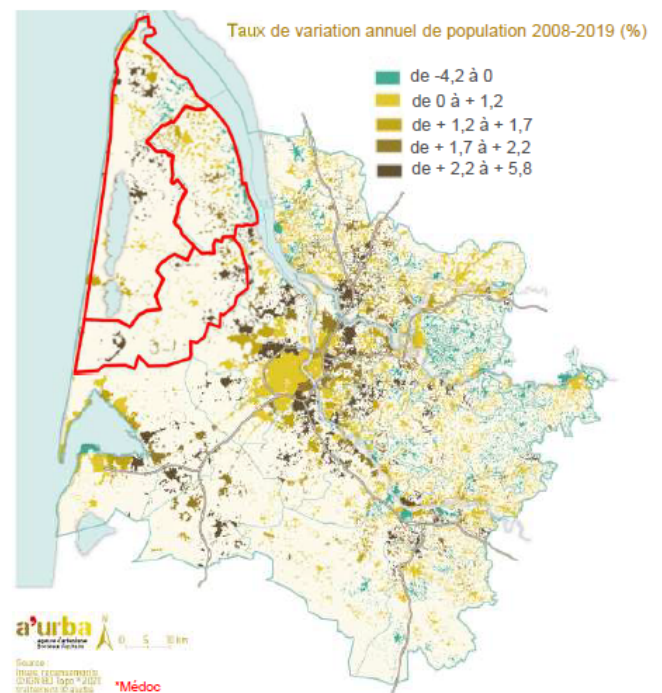 Taux de variation annuel de population 2008-2019 (%)
de -4,2 à 0
de 0 à + 1,2
de + 1,2 à + 1,7
de + 1,7 à + 2,2
de + 2,2 à + 5,8
a'urba
agence d'urbanisme
N
0 5 10 km
Source :
*Médoc